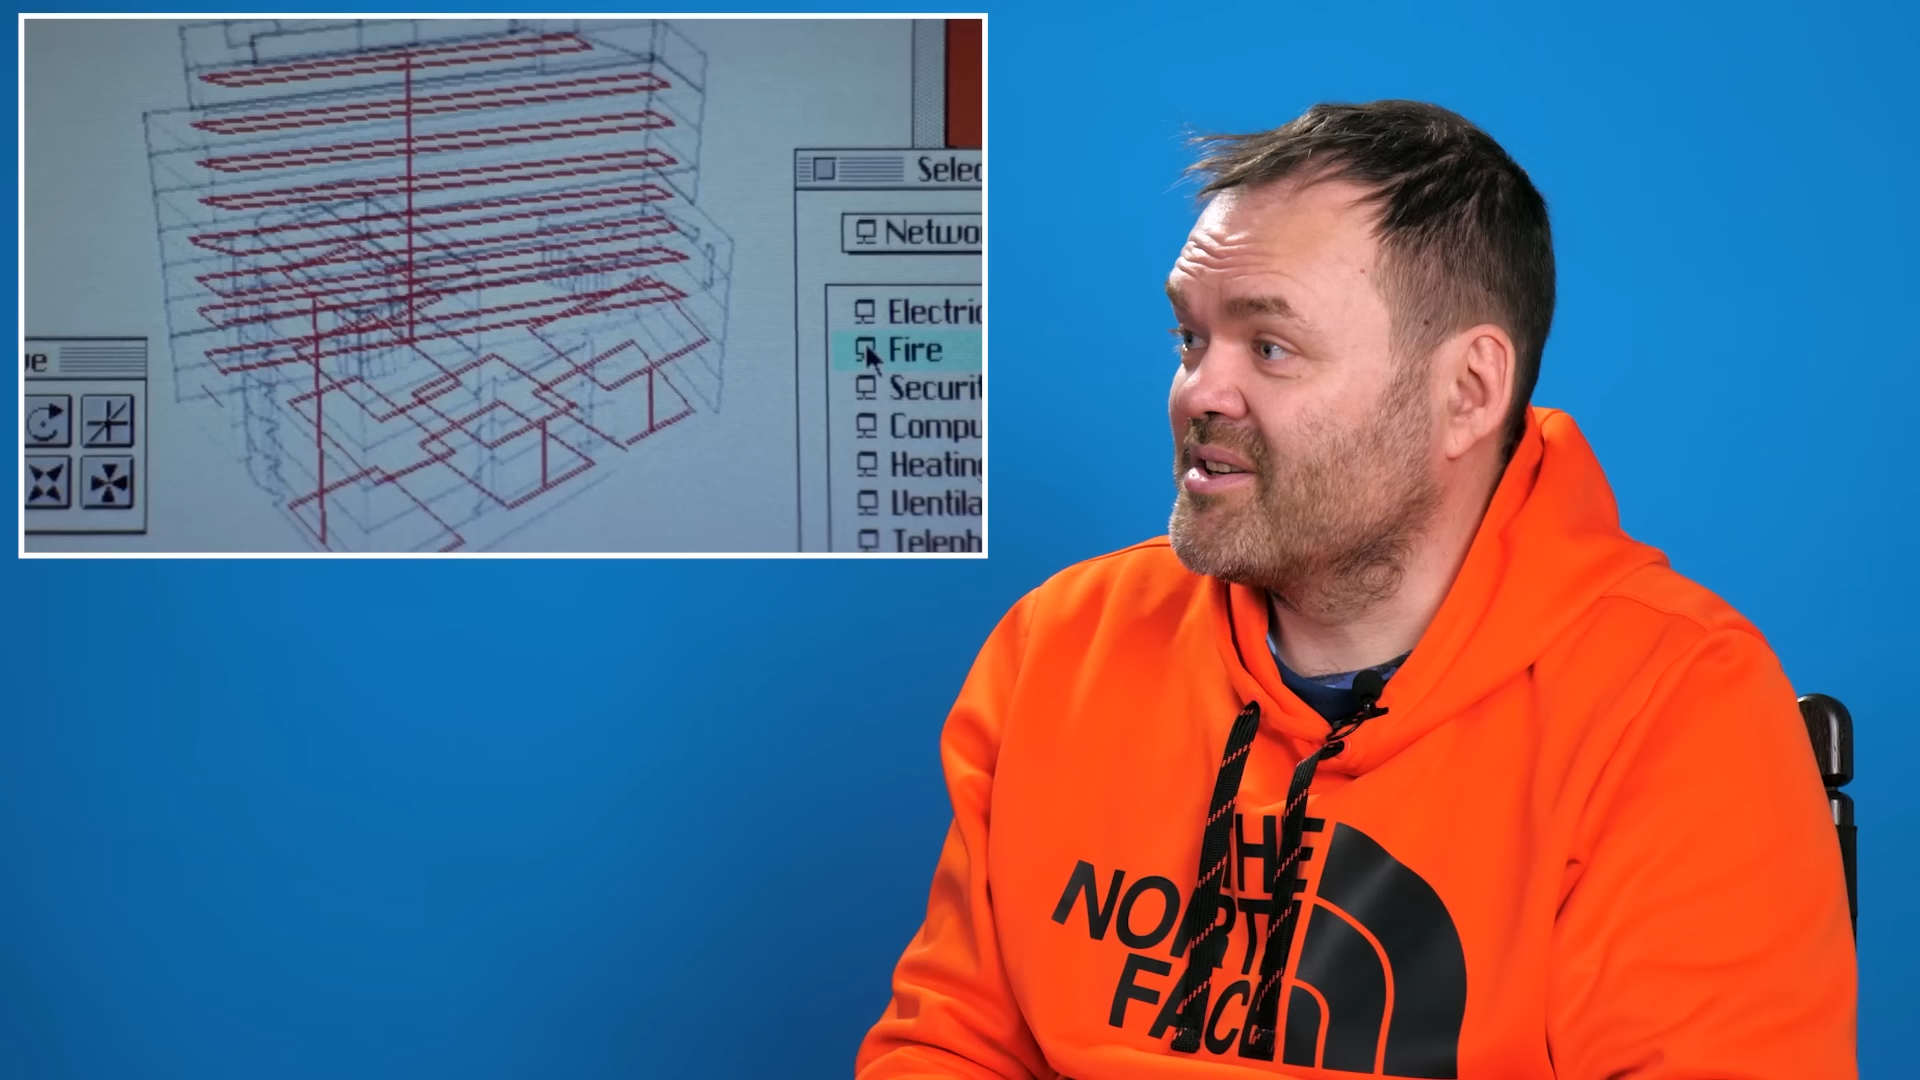 Selec
ve
Netwo
Electric
Fire
Securit
Compu
Heating
Ventila
Teleph
THE
NORTH
FACE